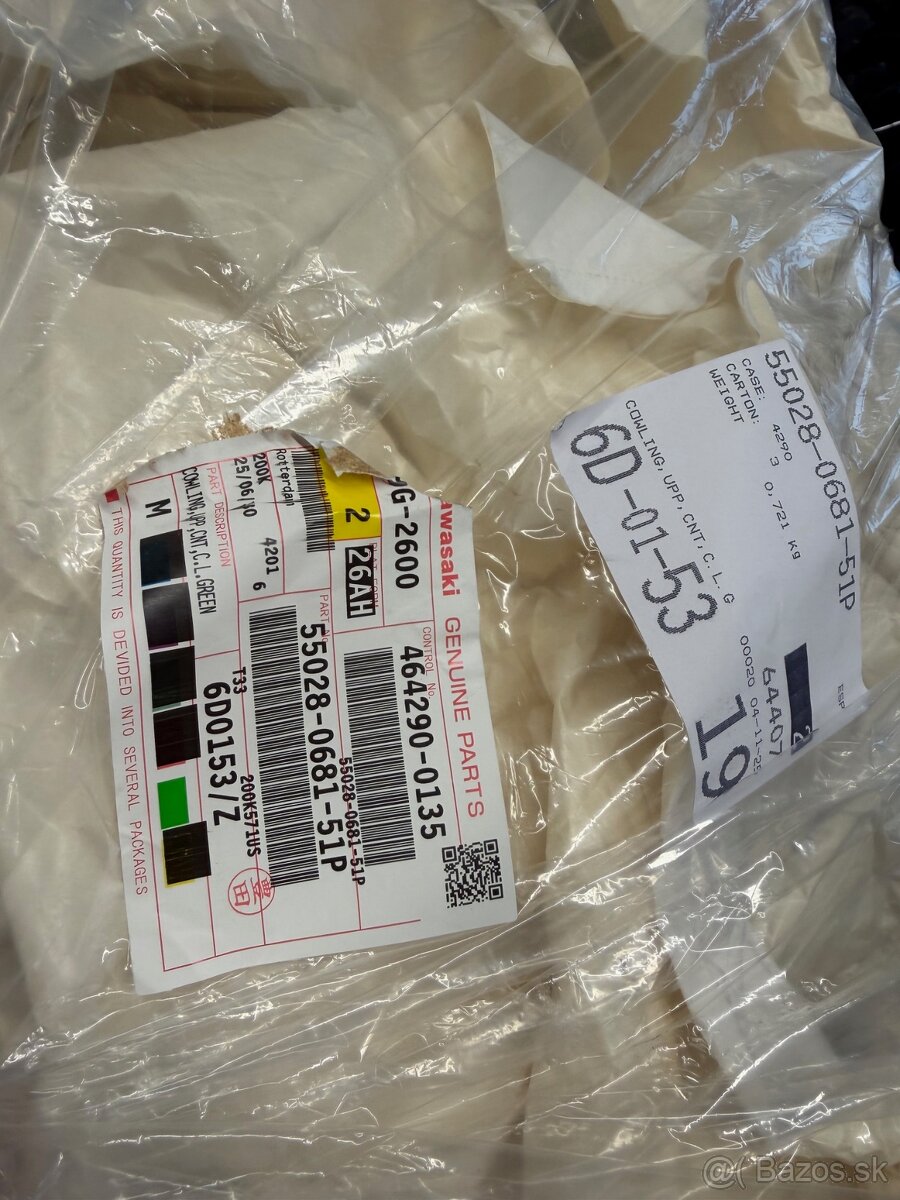 awasaki GENUINE PARTS
G-2600
CONTROL No.
464290-0135
2
26AH
55028-0681-51P
Rotterdam
PART No.
55028-0681-51P
200K
25/06/30
4201
6
PART DESCRIPTION
COWLING,UPP,CNT,C.L.GREEN
T33
200K571US
6D0153/Z
M
THIS QUANTITY IS DEVIDED INTO SEVERAL PACKAGES
55028-0681-51P
CASE: 4290
CARTON: 3
WEIGHT 0,721 Kg
ESP
64407
2
COWLING,UPP,CNT,C.L.G
00020 04-11-25
6D-01-53
19
@( Bazos.sk